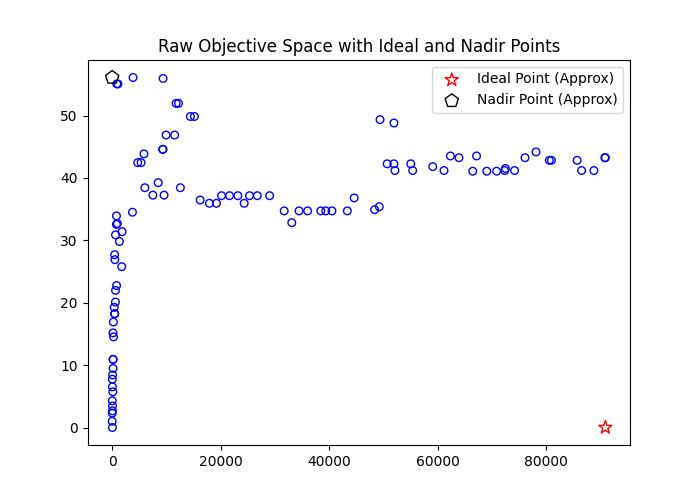 Raw Objective Space with Ideal and Nadir Points
Ideal Point (Approx)
Nadir Point (Approx)
50
40
30
20
10
0
0 20000 40000 60000 80000